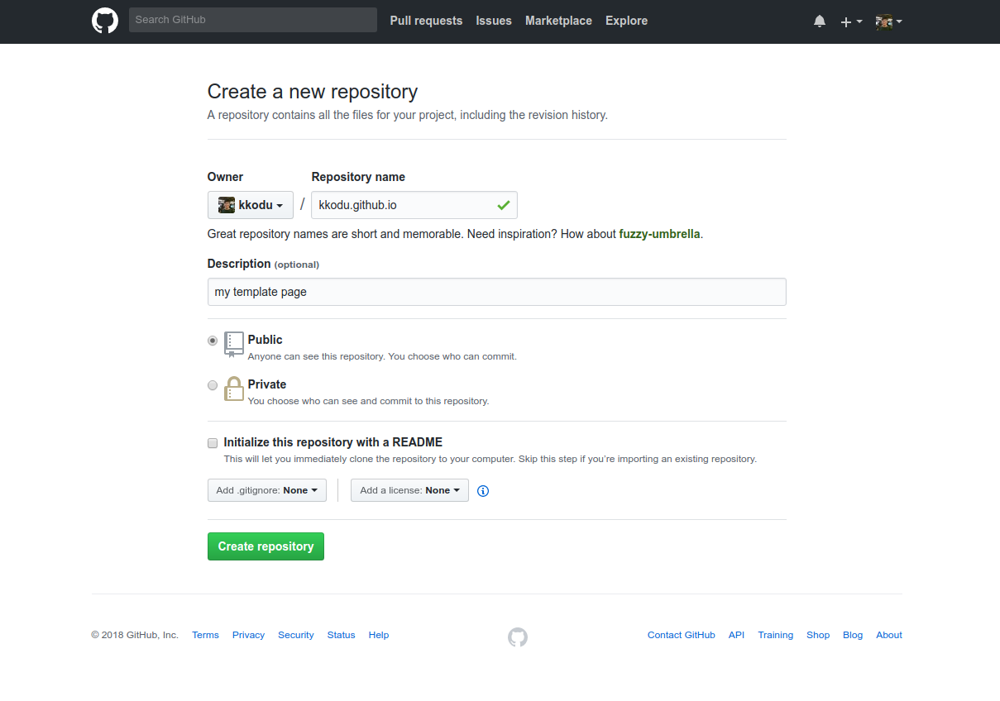 Search GitHub Pull requests Issues Marketplace Explore
Create a new repository
A repository contains all the files for your project, including the revision history.
Owner Repository name
kkodu / kkodu.github.io
Great repository names are short and memorable. Need inspiration? How about fuzzy-umbrella.
Description (optional)
my template page
Public
Anyone can see this repository. You choose who can commit.
Private
You choose who can see and commit to this repository.
Initialize this repository with a README
This will let you immediately clone the repository to your computer. Skip this step if you’re importing an existing repository.
Add .gitignore: None Add a license: None
Create repository
© 2018 GitHub, Inc. Terms Privacy Security Status Help Contact GitHub API Training Shop Blog About